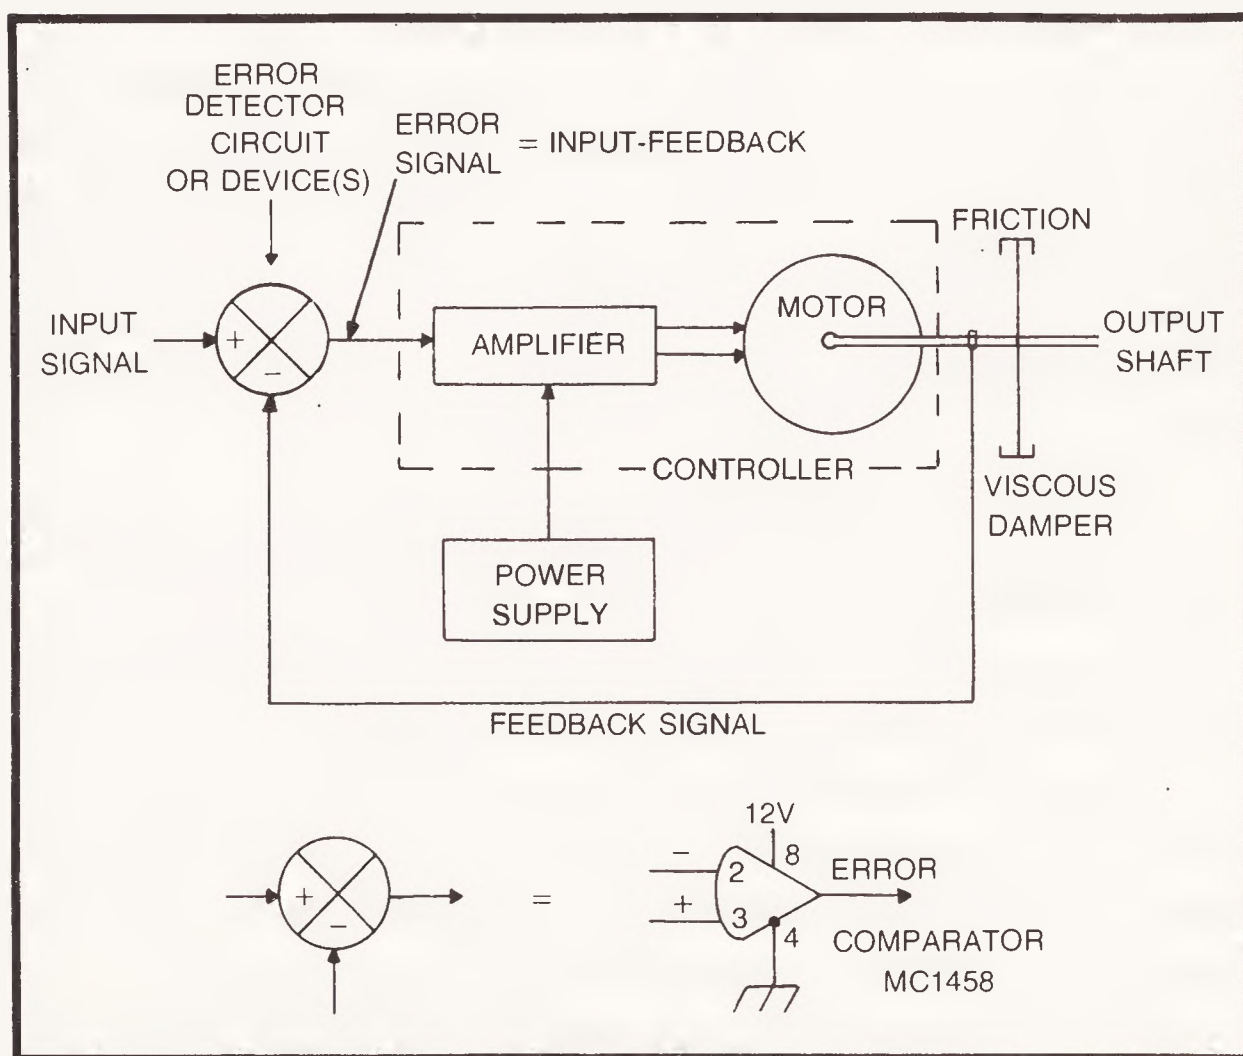 ERROR
DETECTOR
CIRCUIT
OR DEVICE(S)
ERROR
SIGNAL = INPUT-FEEDBACK
FRICTION
INPUT
SIGNAL
+
-
AMPLIFIER
MOTOR
OUTPUT
SHAFT
CONTROLLER
VISCOUS
DAMPER
POWER
SUPPLY
FEEDBACK SIGNAL
+
-
=
12V
8
- 2
+ 3
4
ERROR
COMPARATOR
MC1458